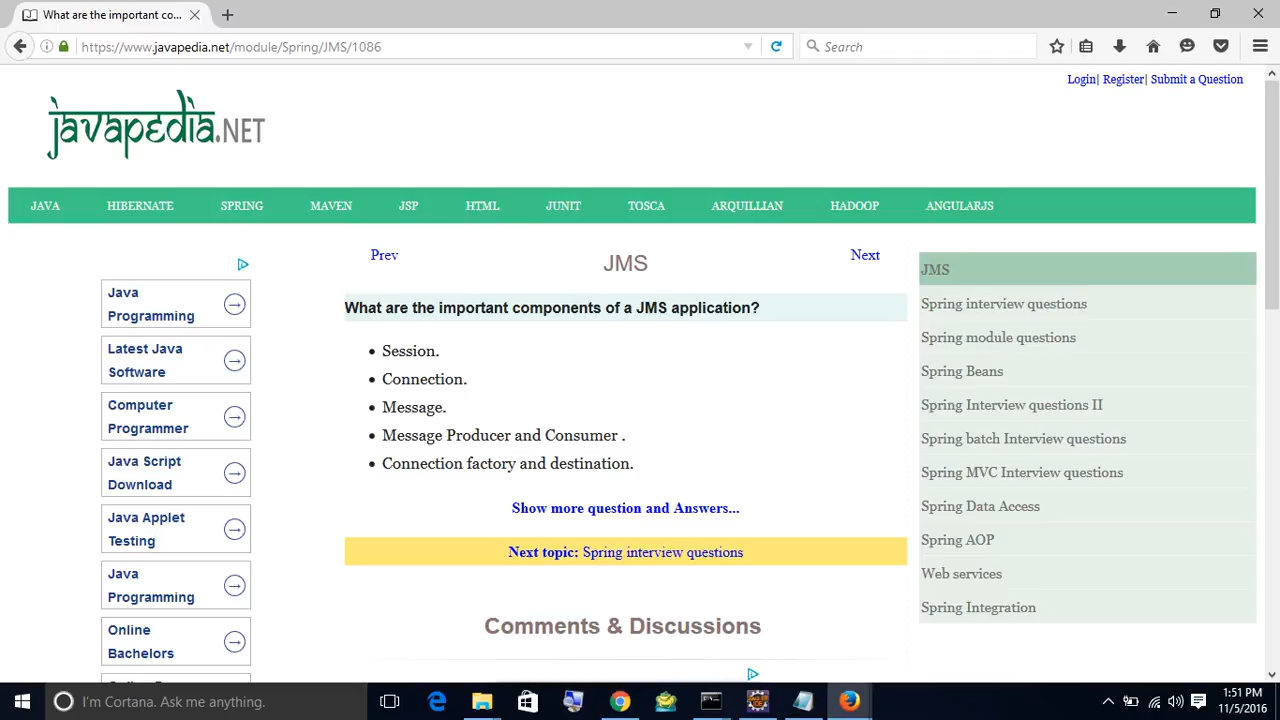 What are the important co...
https://www.javapedia.net/module/Spring/JMS/1086
Search
Login| Register| Submit a Question
javapedia.NET
JAVA HIBERNATE SPRING MAVEN JSP HTML JUNIT TOSCA ARQUILLIAN HADOOP ANGULARJS
Java
Programming
Latest Java
Software
Computer
Programmer
Java Script
Download
Java Applet
Testing
Java
Programming
Online
Bachelors
Prev JMS Next
What are the important components of a JMS application?
• Session.
• Connection.
• Message.
• Message Producer and Consumer .
• Connection factory and destination.
Show more question and Answers...
Next topic: Spring interview questions
Comments & Discussions
JMS
Spring interview questions
Spring module questions
Spring Beans
Spring Interview questions II
Spring batch Interview questions
Spring MVC Interview questions
Spring Data Access
Spring AOP
Web services
Spring Integration
I'm Cortana. Ask me anything.
1:51 PM
11/5/2016